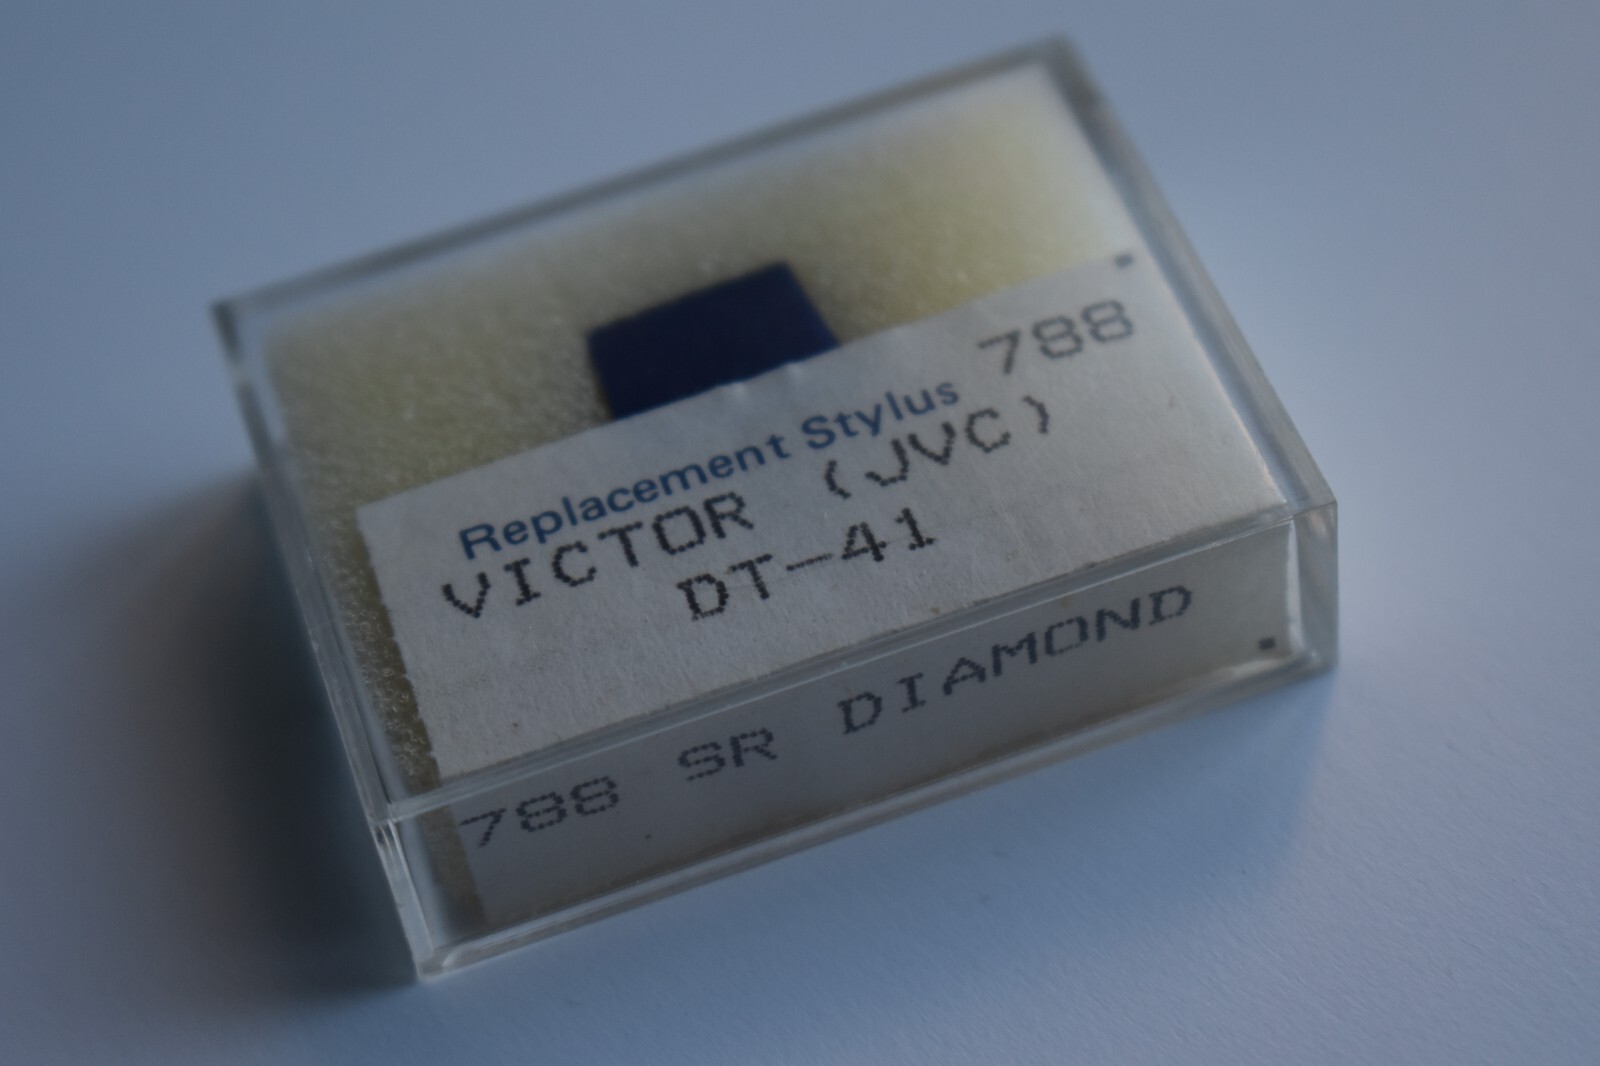 788
Replacement Stylus
VICTOR (JVC)
DT-41
788 SR DIAMOND